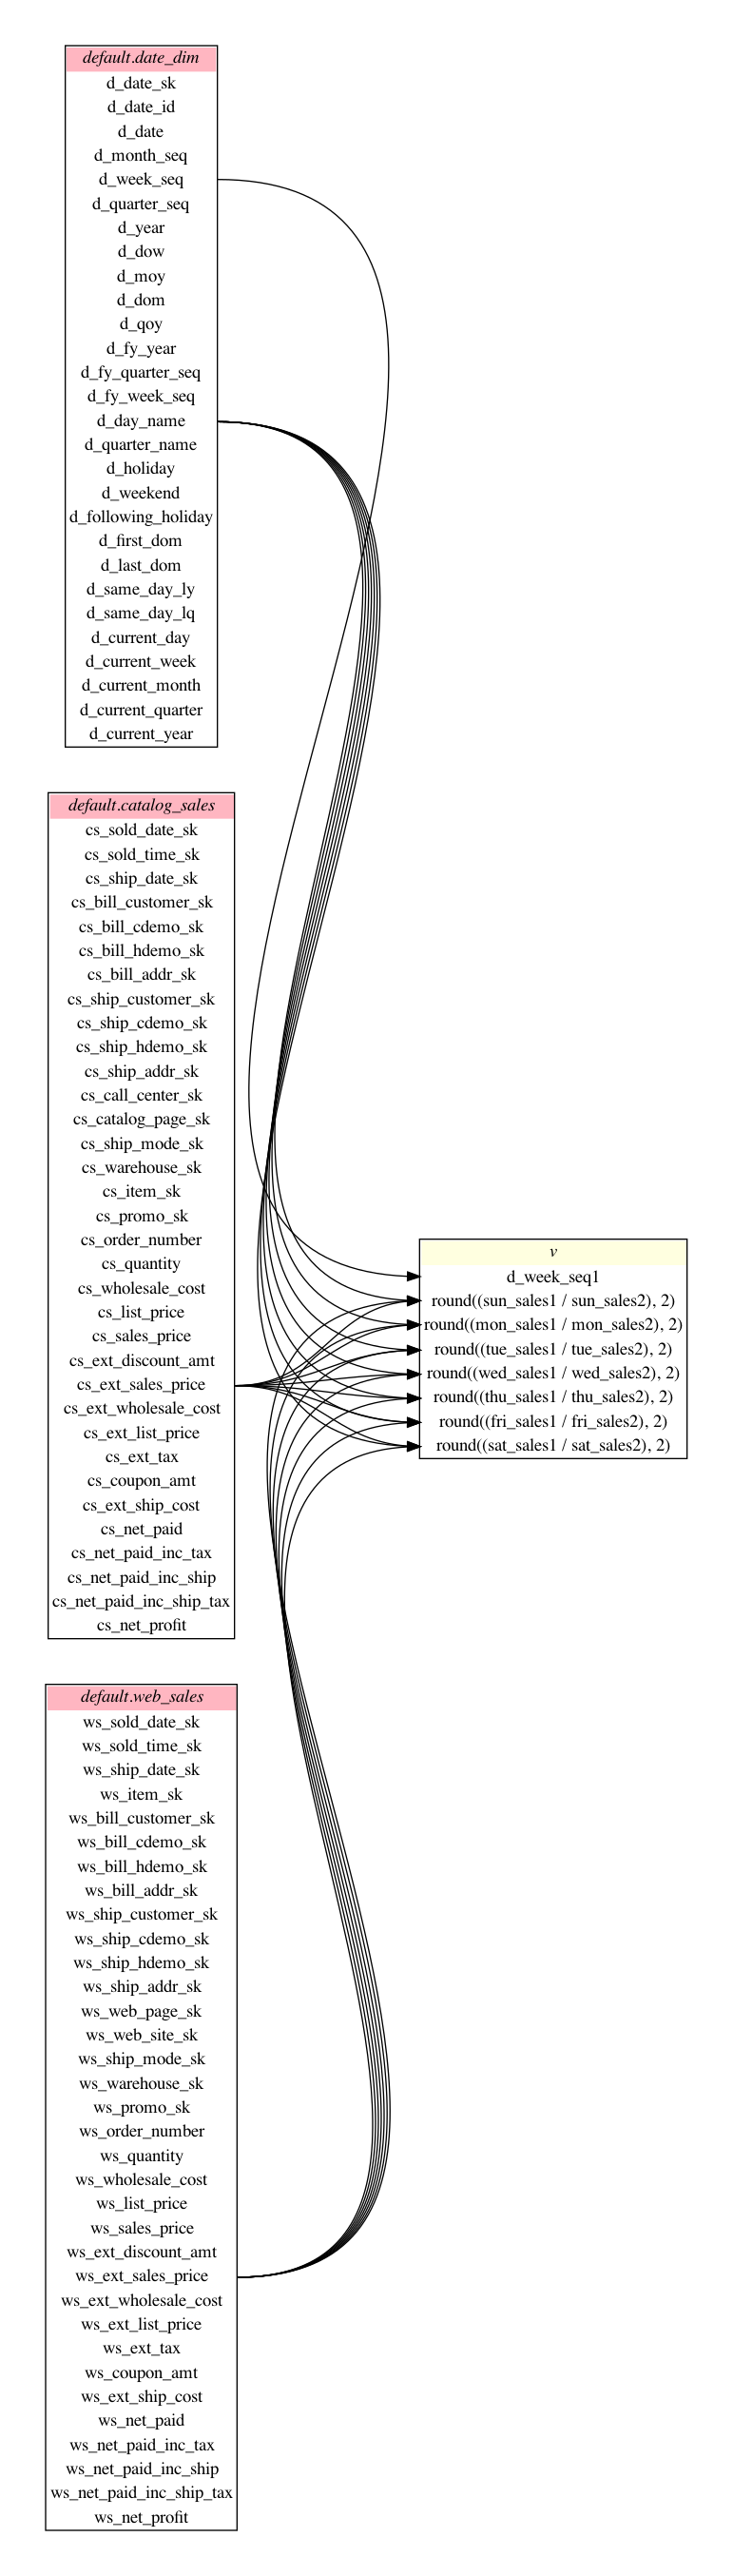 default.date_dim
d_date_sk
d_date_id
d_date
d_month_seq
d_week_seq
d_quarter_seq
d_year
d_dow
d_moy
d_dom
d_qoy
d_fy_year
d_fy_quarter_seq
d_fy_week_seq
d_day_name
d_quarter_name
d_holiday
d_weekend
d_following_holiday
d_first_dom
d_last_dom
d_same_day_ly
d_same_day_lq
d_current_day
d_current_week
d_current_month
d_current_quarter
d_current_year
default.catalog_sales
cs_sold_date_sk
cs_sold_time_sk
cs_ship_date_sk
cs_bill_customer_sk
cs_bill_cdemo_sk
cs_bill_hdemo_sk
cs_bill_addr_sk
cs_ship_customer_sk
cs_ship_cdemo_sk
cs_ship_hdemo_sk
cs_ship_addr_sk
cs_call_center_sk
cs_catalog_page_sk
cs_ship_mode_sk
cs_warehouse_sk
cs_item_sk
cs_promo_sk
cs_order_number
cs_quantity
cs_wholesale_cost
cs_list_price
cs_sales_price
cs_ext_discount_amt
cs_ext_sales_price
cs_ext_wholesale_cost
cs_ext_list_price
cs_ext_tax
cs_coupon_amt
cs_ext_ship_cost
cs_net_paid
cs_net_paid_inc_tax
cs_net_paid_inc_ship
cs_net_paid_inc_ship_tax
cs_net_profit
default.web_sales
ws_sold_date_sk
ws_sold_time_sk
ws_ship_date_sk
ws_item_sk
ws_bill_customer_sk
ws_bill_cdemo_sk
ws_bill_hdemo_sk
ws_bill_addr_sk
ws_ship_customer_sk
ws_ship_cdemo_sk
ws_ship_hdemo_sk
ws_ship_addr_sk
ws_web_page_sk
ws_web_site_sk
ws_ship_mode_sk
ws_warehouse_sk
ws_promo_sk
ws_order_number
ws_quantity
ws_wholesale_cost
ws_list_price
ws_sales_price
ws_ext_discount_amt
ws_ext_sales_price
ws_ext_wholesale_cost
ws_ext_list_price
ws_ext_tax
ws_coupon_amt
ws_ext_ship_cost
ws_net_paid
ws_net_paid_inc_tax
ws_net_paid_inc_ship
ws_net_paid_inc_ship_tax
ws_net_profit
v
d_week_seq1
round((sun_sales1 / sun_sales2), 2)
round((mon_sales1 / mon_sales2), 2)
round((tue_sales1 / tue_sales2), 2)
round((wed_sales1 / wed_sales2), 2)
round((thu_sales1 / thu_sales2), 2)
round((fri_sales1 / fri_sales2), 2)
round((sat_sales1 / sat_sales2), 2)